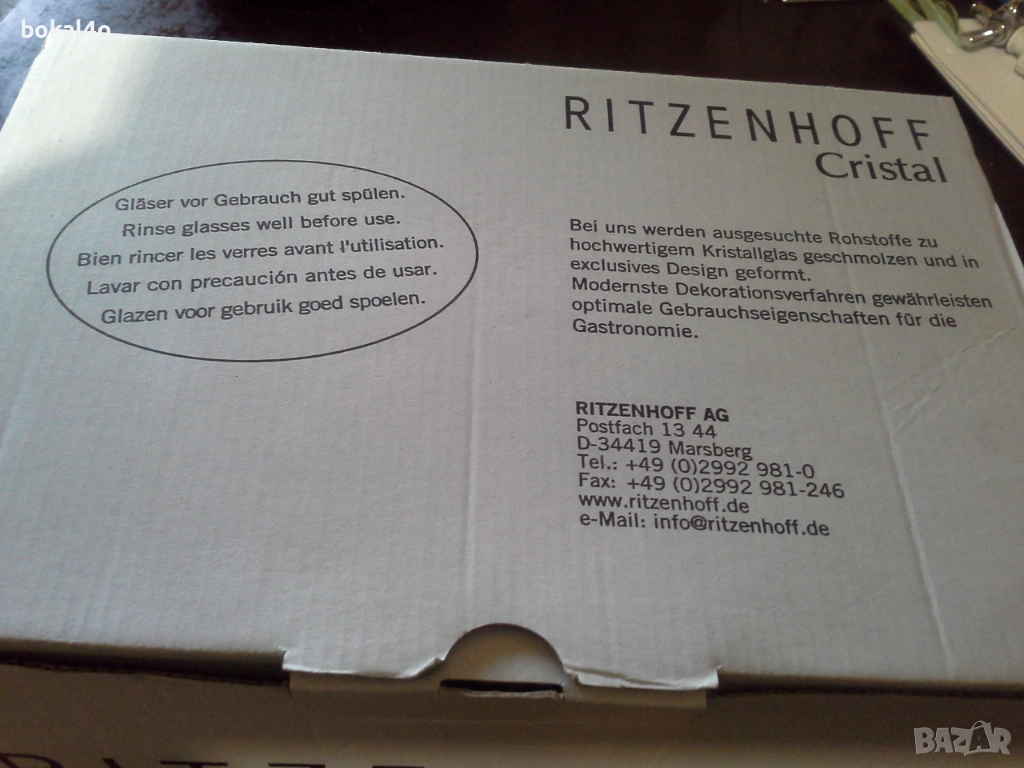 bokal4o
RITZENHOFF
Cristal
Gläser vor Gebrauch gut spülen.
Rinse glasses well before use.
Bien rincer les verres avant l'utilisation.
Lavar con precaución antes de usar.
Glazen voor gebruik goed spoelen.
Bei uns werden ausgesuchte Rohstoffe zu
hochwertigem Kristallglas geschmolzen und in
exclusives Design geformt.
Modernste Dekorationsverfahren gewährleisten
optimale Gebrauchseigenschaften für die
Gastronomie.
RITZENHOFF AG
Postfach 13 44
D-34419 Marsberg
Tel.: +49 (0)2992 981-0
Fax: +49 (0)2992 981-246
www.ritzenhoff.de
e-Mail: info@ritzenhoff.de
BAZAR